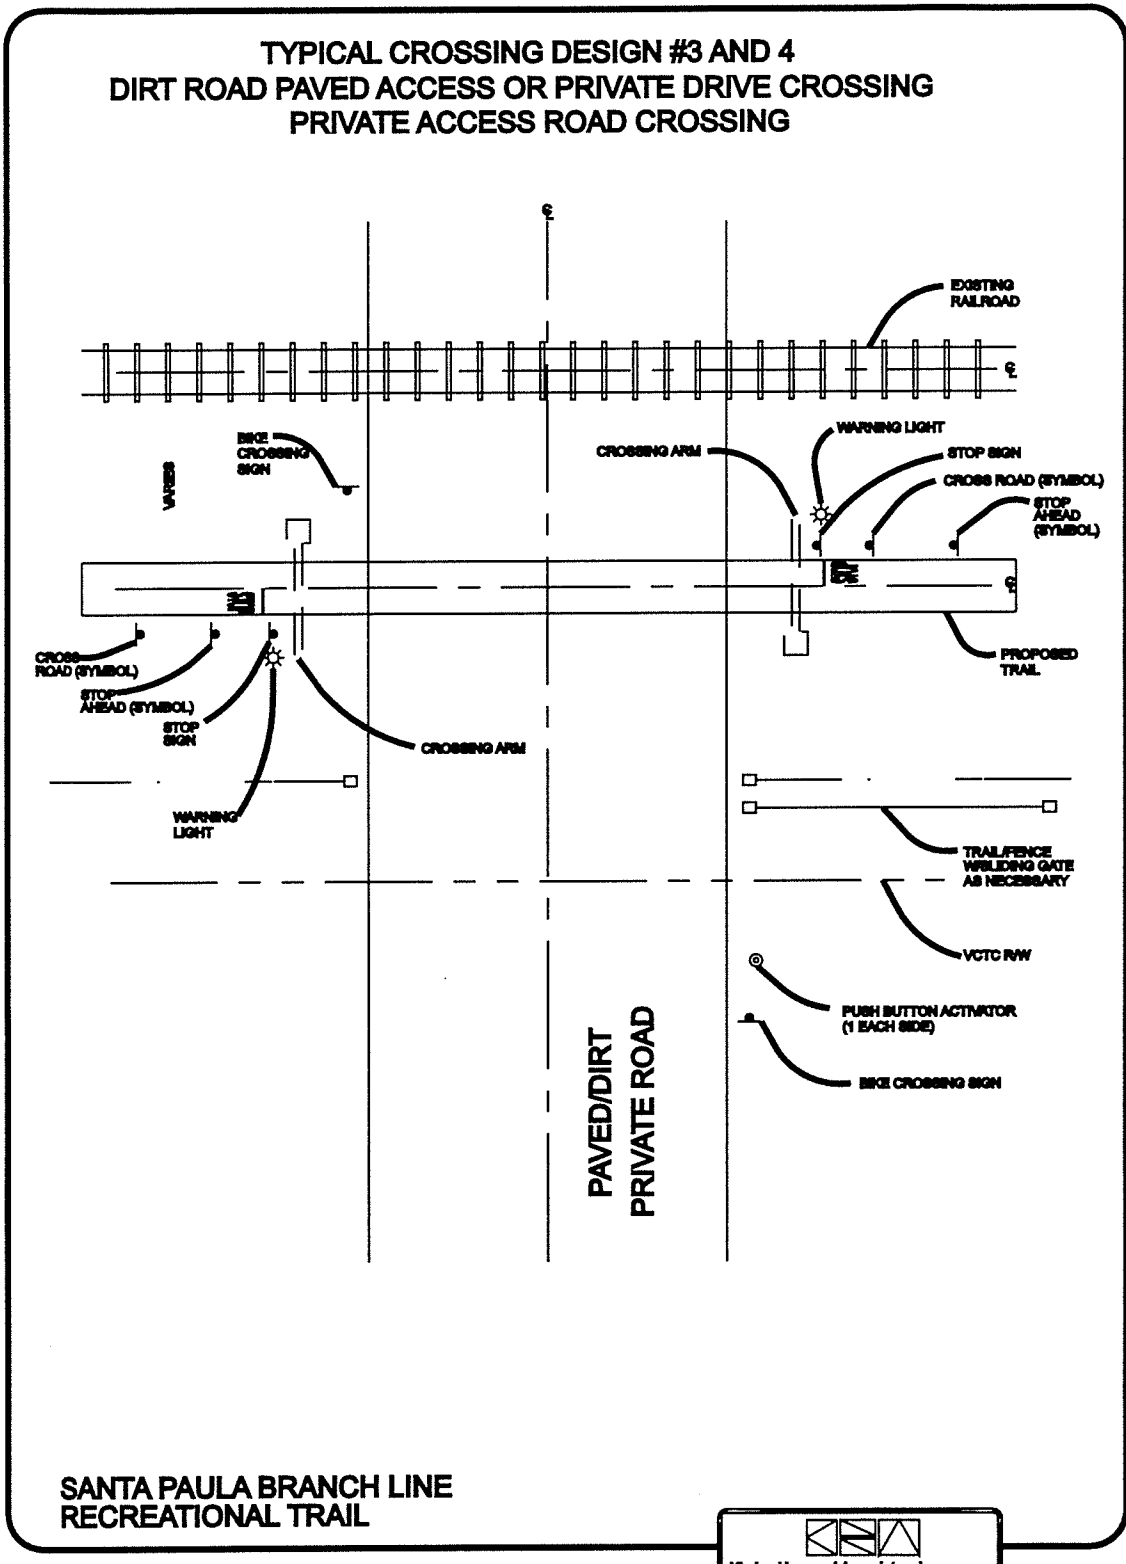 TYPICAL CROSSING DESIGN #3 AND 4
DIRT ROAD PAVED ACCESS OR PRIVATE DRIVE CROSSING
PRIVATE ACCESS ROAD CROSSING
EXISTING
RAILROAD
BIKE
CROSSING
SIGN
VARIES
CROSSING ARM
WARNING LIGHT
STOP SIGN
CROSS ROAD (SYMBOL)
STOP
AHEAD
(SYMBOL)
CROSS
ROAD (SYMBOL)
STOP
AHEAD (SYMBOL)
STOP
SIGN
WARNING
LIGHT
CROSSING ARM
PROPOSED
TRAIL
TRAIL/FENCE
W/SLIDING GATE
AS NECESSARY
VCTC R/W
PUSH BUTTON ACTIVATOR
(1 EACH SIDE)
BIKE CROSSING SIGN
PAVED/DIRT
PRIVATE ROAD
SANTA PAULA BRANCH LINE
RECREATIONAL TRAIL